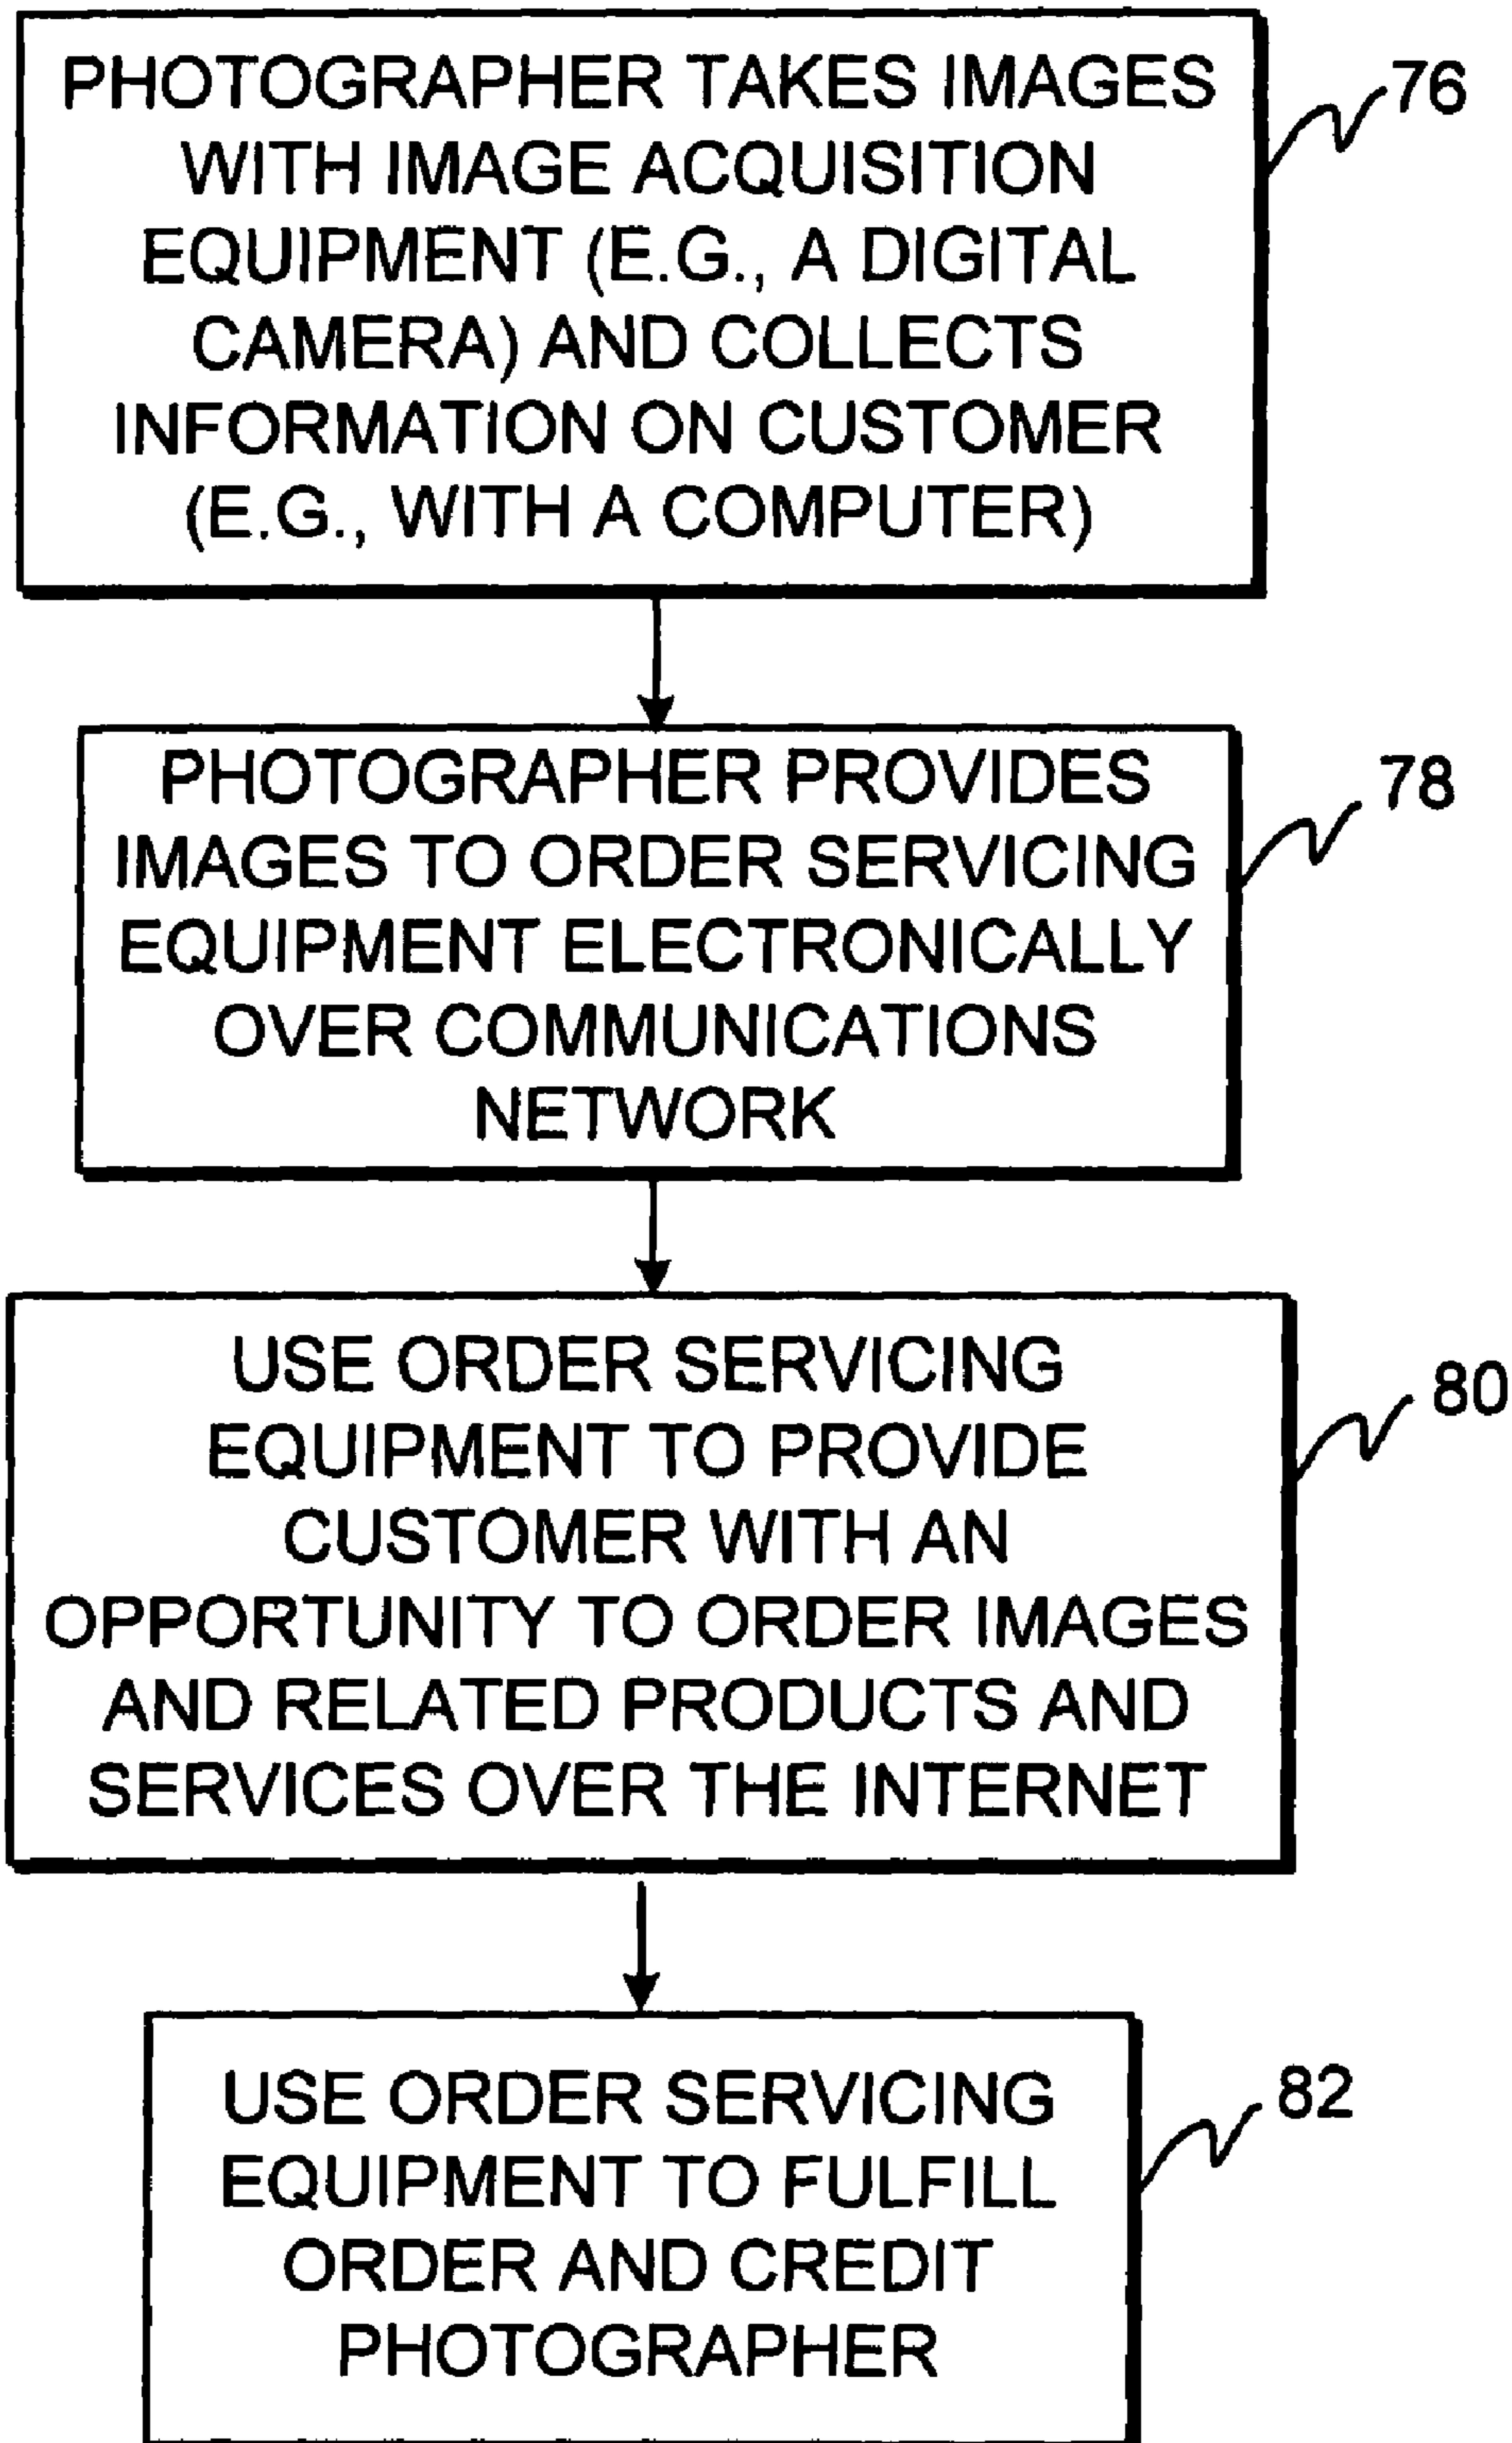 PHOTOGRAPHER TAKES IMAGES
WITH IMAGE ACQUISITION
EQUIPMENT (E.G., A DIGITAL
CAMERA) AND COLLECTS
INFORMATION ON CUSTOMER
(E.G., WITH A COMPUTER)
76
PHOTOGRAPHER PROVIDES
IMAGES TO ORDER SERVICING
EQUIPMENT ELECTRONICALLY
OVER COMMUNICATIONS
NETWORK
78
USE ORDER SERVICING
EQUIPMENT TO PROVIDE
CUSTOMER WITH AN
OPPORTUNITY TO ORDER IMAGES
AND RELATED PRODUCTS AND
SERVICES OVER THE INTERNET
80
USE ORDER SERVICING
EQUIPMENT TO FULFILL
ORDER AND CREDIT
PHOTOGRAPHER
82